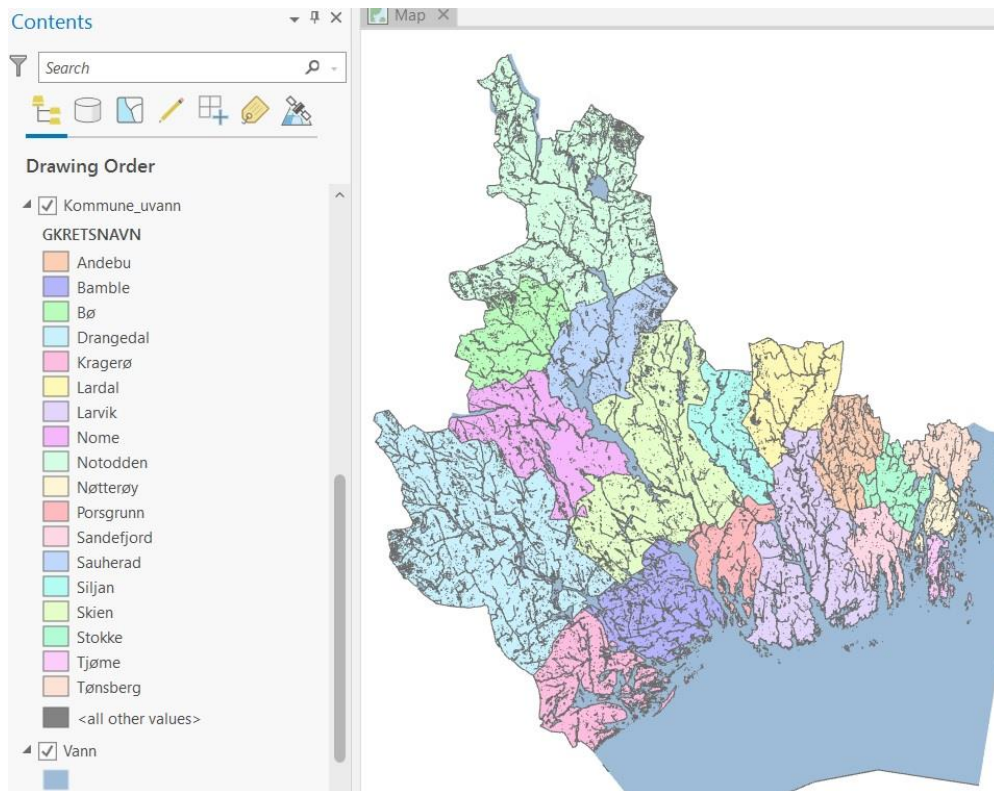 Contents
Map
Search
Drawing Order
Kommune_uvann
GKRETSNAVN
Andebu
Bamble
Bø
Drangedal
Kragerø
Lardal
Larvik
Nome
Notodden
Nøtterøy
Porsgrunn
Sandefjord
Sauherad
Siljan
Skien
Stokke
Tjøme
Tønsberg
<all other values>
Vann